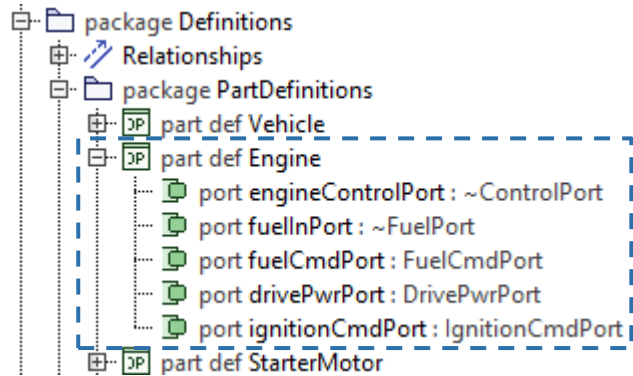 package Definitions
Relationships
package PartDefinitions
part def Vehicle
part def Engine
port engineControlPort : ~ControlPort
port fuelInPort : ~FuelPort
port fuelCmdPort : FuelCmdPort
port drivePwrPort : DrivePwrPort
port ignitionCmdPort : IgnitionCmdPort
part def StarterMotor